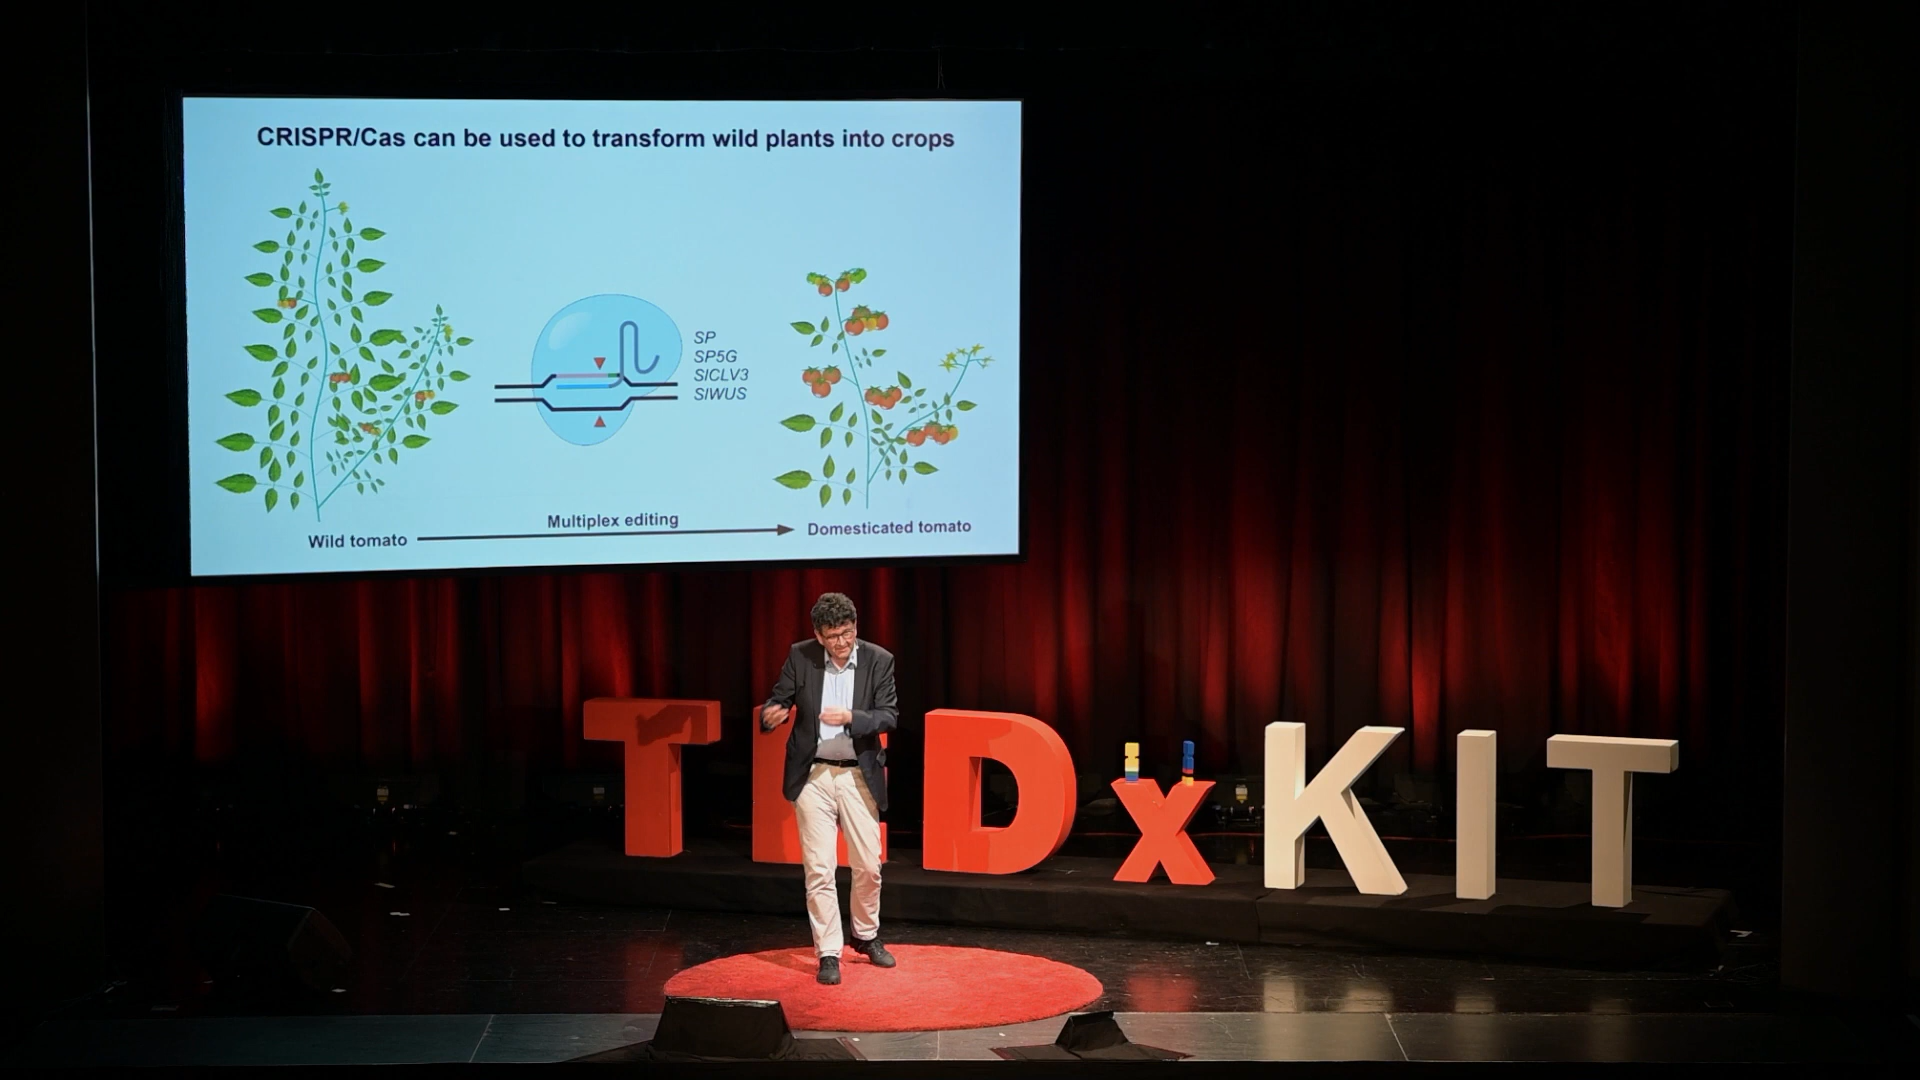 CRISPR/Cas can be used to transform wild plants into crops
SP
SP5G
SlCLV3
SlWUS
Multiplex editing
Wild tomato
Domesticated tomato
TEDxKIT